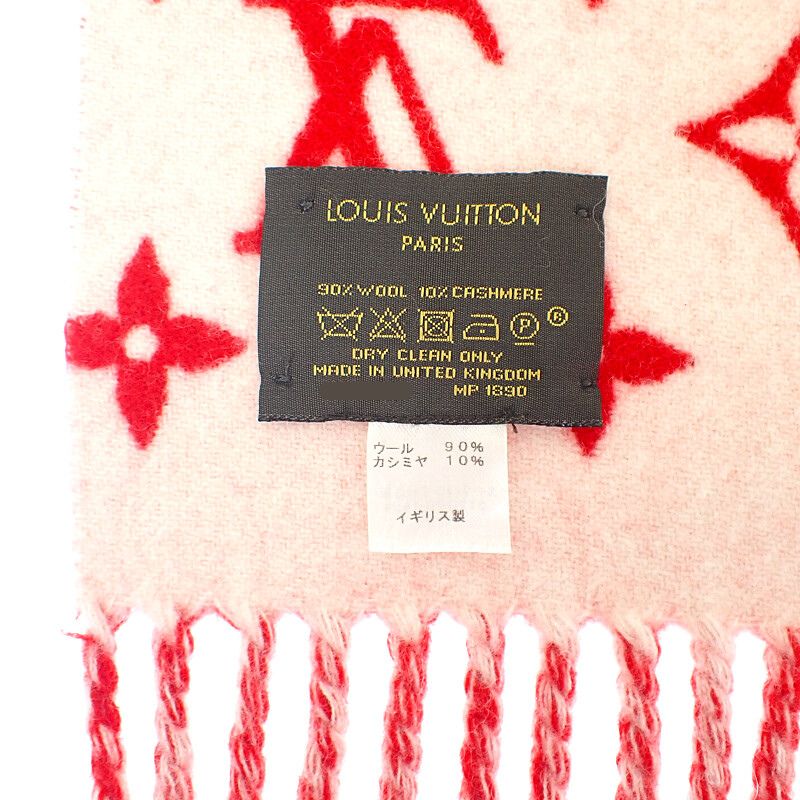 LOUIS VUITTON
PARIS
90% WOOL 10% CASHMERE
P ®
DRY CLEAN ONLY
MADE IN UNITED KINGDOM
MP 1890
ウール 90%
カシミヤ 10%
イギリス製